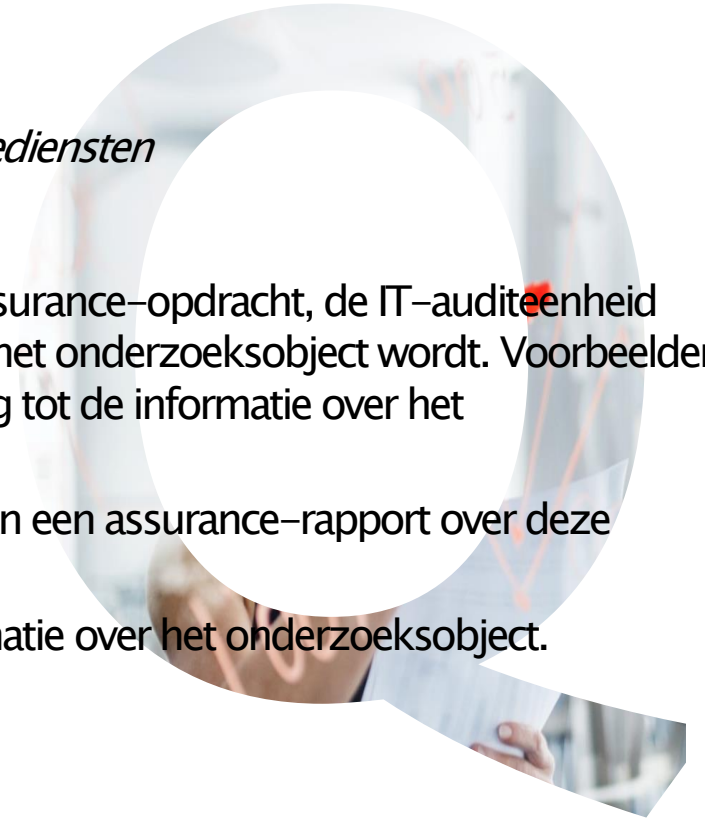 ediensten
surance-opdracht, de IT-auditeenheid
het onderzoeksobject wordt. Voorbeelden
g tot de informatie over het
n een assurance-rapport over deze
atie over het onderzoeksobject.